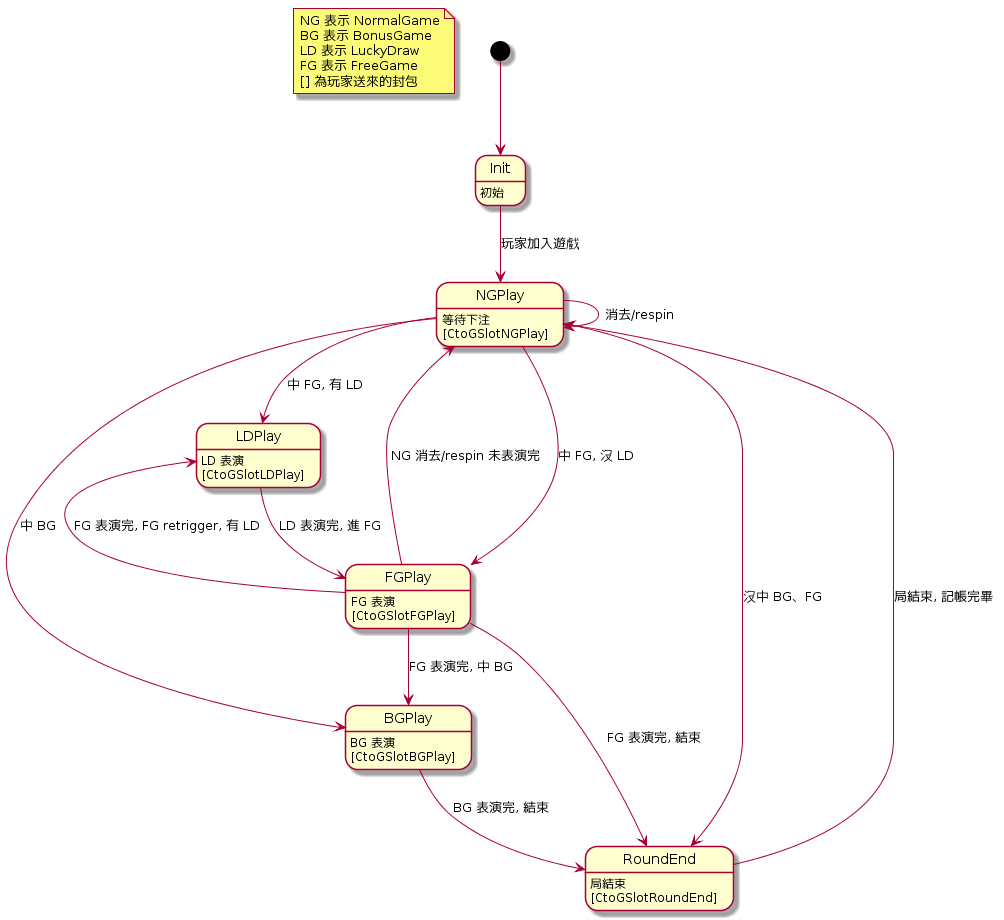 NG 表示 NormalGame
BG 表示 BonusGame
LD 表示 LuckyDraw
FG 表示 FreeGame
[] 為玩家送來的封包
Init
初始
玩家加入遊戲
NGPlay
等待下注
[CtoGSlotNGPlay]
消去/respin
中 FG, 有 LD
LDPlay
LD 表演
[CtoGSlotLDPlay]
NG 消去/respin 未表演完
中 FG, 沒 LD
中 BG
FG 表演完, FG retrigger, 有 LD
LD 表演完, 進 FG
FGPlay
FG 表演
[CtoGSlotFGPlay]
沒中 BG、FG
局結束, 記帳完畢
FG 表演完, 中 BG
BGPlay
BG 表演
[CtoGSlotBGPlay]
FG 表演完, 結束
BG 表演完, 結束
RoundEnd
局結束
[CtoGSlotRoundEnd]